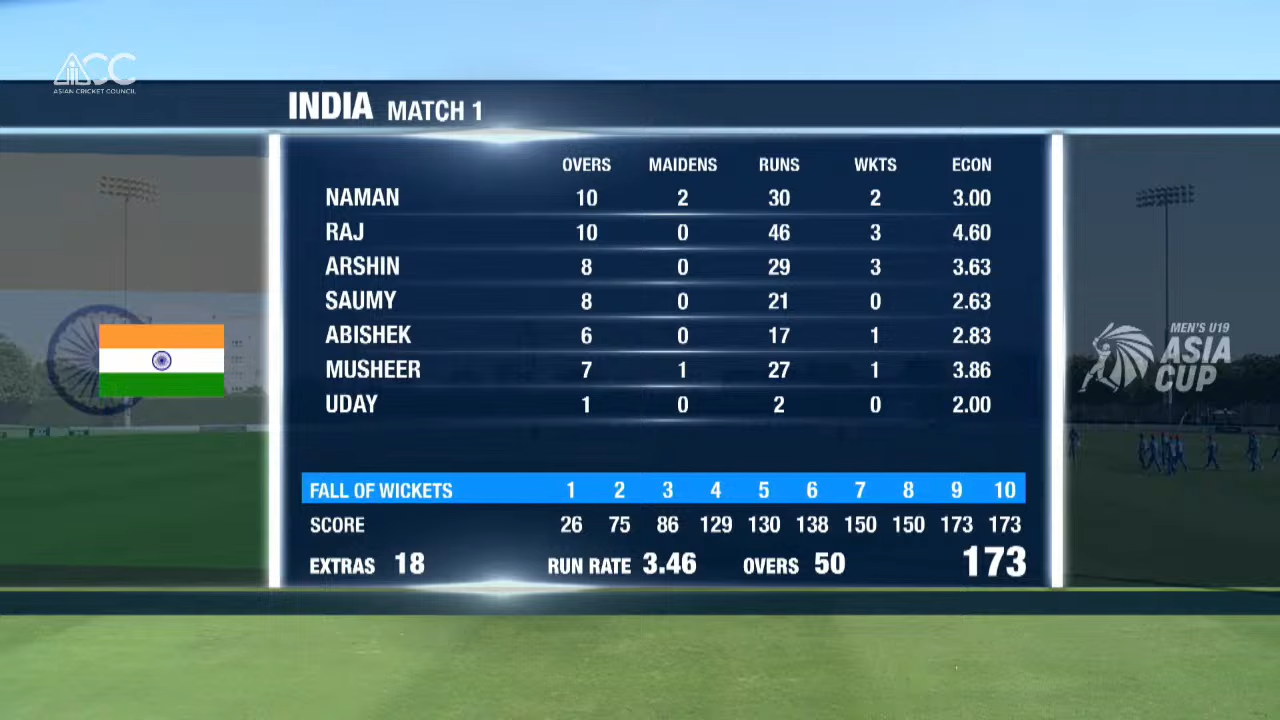 ACC
ASIAN CRICKET COUNCIL
INDIA MATCH 1
OVERS MAIDENS RUNS WKTS ECON
NAMAN 10 2 30 2 3.00
RAJ 10 0 46 3 4.60
ARSHIN 8 0 29 3 3.63
SAUMY 8 0 21 0 2.63
ABISHEK 6 0 17 1 2.83
MUSHEER 7 1 27 1 3.86
UDAY 1 0 2 0 2.00
MEN'S U19
ASIA
CUP
FALL OF WICKETS 1 2 3 4 5 6 7 8 9 10
SCORE 26 75 86 129 130 138 150 150 173 173
EXTRAS 18 RUN RATE 3.46 OVERS 50 173